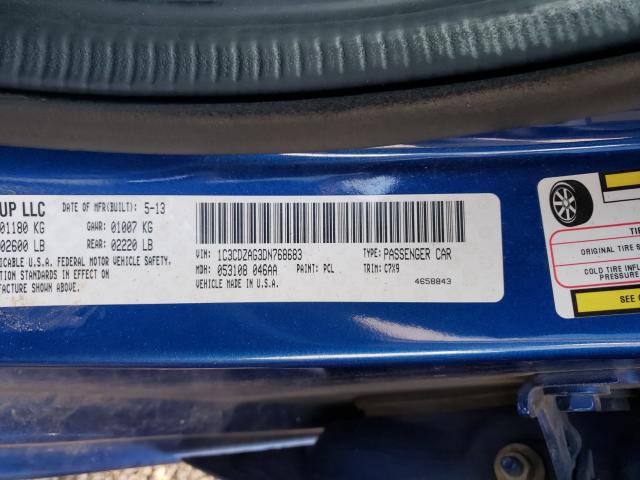 UP LLC
DATE OF MFR(BUILT): 5-13
01180 KG
GAWR: 01007 KG
02600 LB
REAR: 02220 LB
ICABLE U.S.A. FEDERAL MOTOR VEHICLE SAFETY,
TION STANDARDS IN EFFECT ON
FACTURE SHOWN ABOVE.
VIN: 1C3CDZAG3DN768683
TYPE: PASSENGER CAR
MDH: 053108 046AA
PAINT: PCL
TRIM: C7X9
VEHICLE MADE IN U.S.A.
4658843
TI
ORIGINAL TIRE S
COLD TIRE INFL
PRESSURE
SEE O